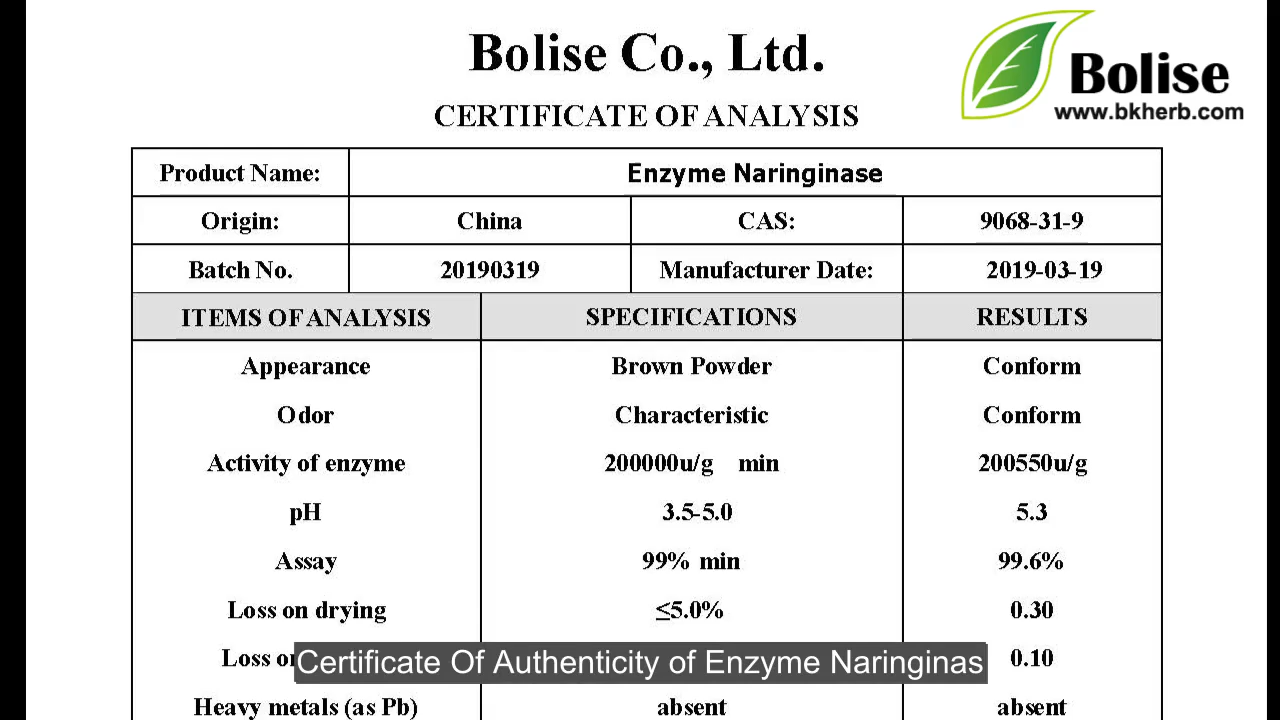 Bolise Co., Ltd.
Bolise
www.bkherb.com
CERTIFICATE OF ANALYSIS
Product Name: Enzyme Naringinase
Origin: China CAS: 9068-31-9
Batch No. 20190319 Manufacturer Date: 2019-03-19
ITEMS OF ANALYSIS SPECIFICATIONS RESULTS
Appearance Brown Powder Conform
Odor Characteristic Conform
Activity of enzyme 200000u/g min 200550u/g
pH 3.5-5.0 5.3
Assay 99% min 99.6%
Loss on drying ≤5.0% 0.30
Loss 0.10
Certificate Of Authenticity of Enzyme Naringinas
Heavy metals (as Pb) absent absent